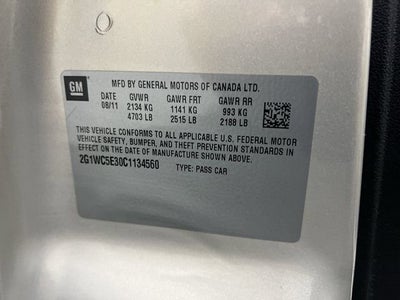 GM
MFD BY GENERAL MOTORS OF CANADA LTD.
GVWR GAWR FRT GAWR RR
08/11 2134 KG 1141 KG 993 KG
4703 LB 2515 LB 2188 LB
THIS VEHICLE CONFORMS TO ALL APPLICABLE U.S. FEDERAL MOTOR
VEHICLE SAFETY, BUMPER, AND THEFT PREVENTION STANDARDS IN
EFFECT ON THE DATE OF MANUFACTURE SHOWN ABOVE.
2G1WC5E30C1134560 TYPE: PASS CAR